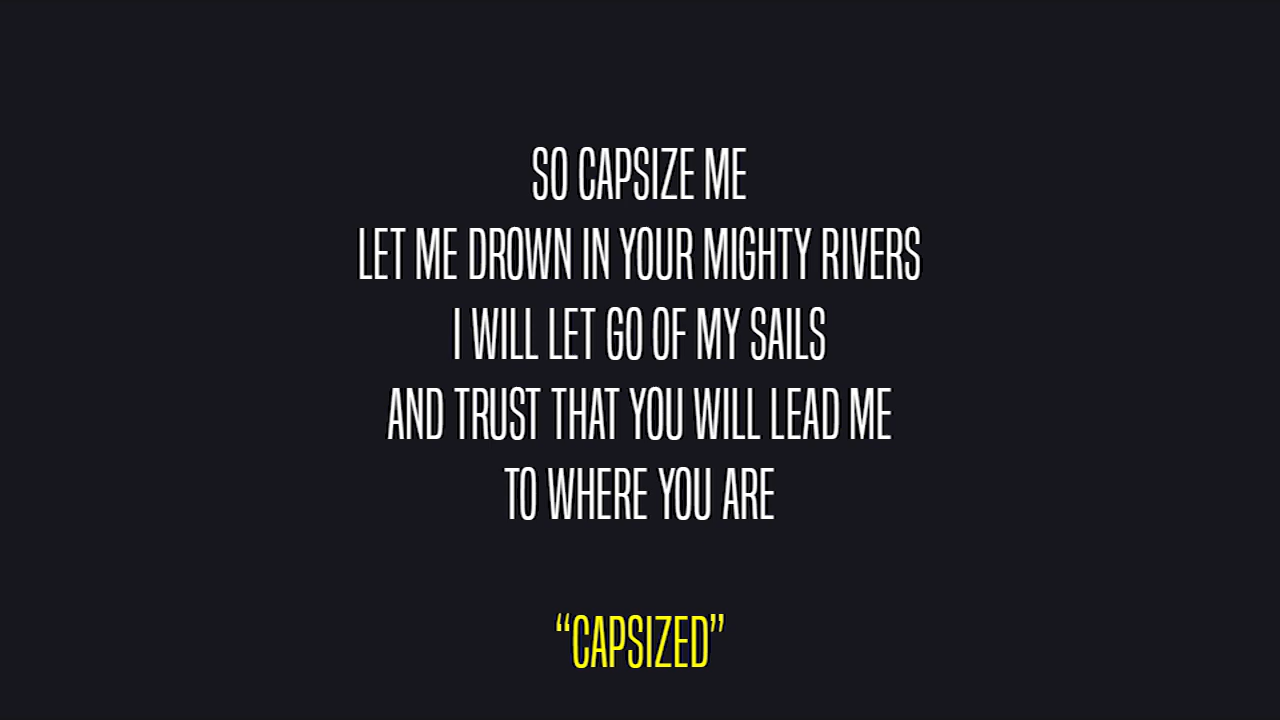 SO CAPSIZE ME
LET ME DROWN IN YOUR MIGHTY RIVERS
I WILL LET GO OF MY SAILS
AND TRUST THAT YOU WILL LEAD ME
TO WHERE YOU ARE
“CAPSIZED”